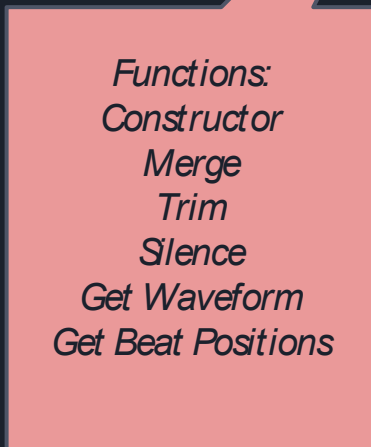 Functions:
Constructor
Merge
Trim
Silence
Get Waveform
Get Beat Positions